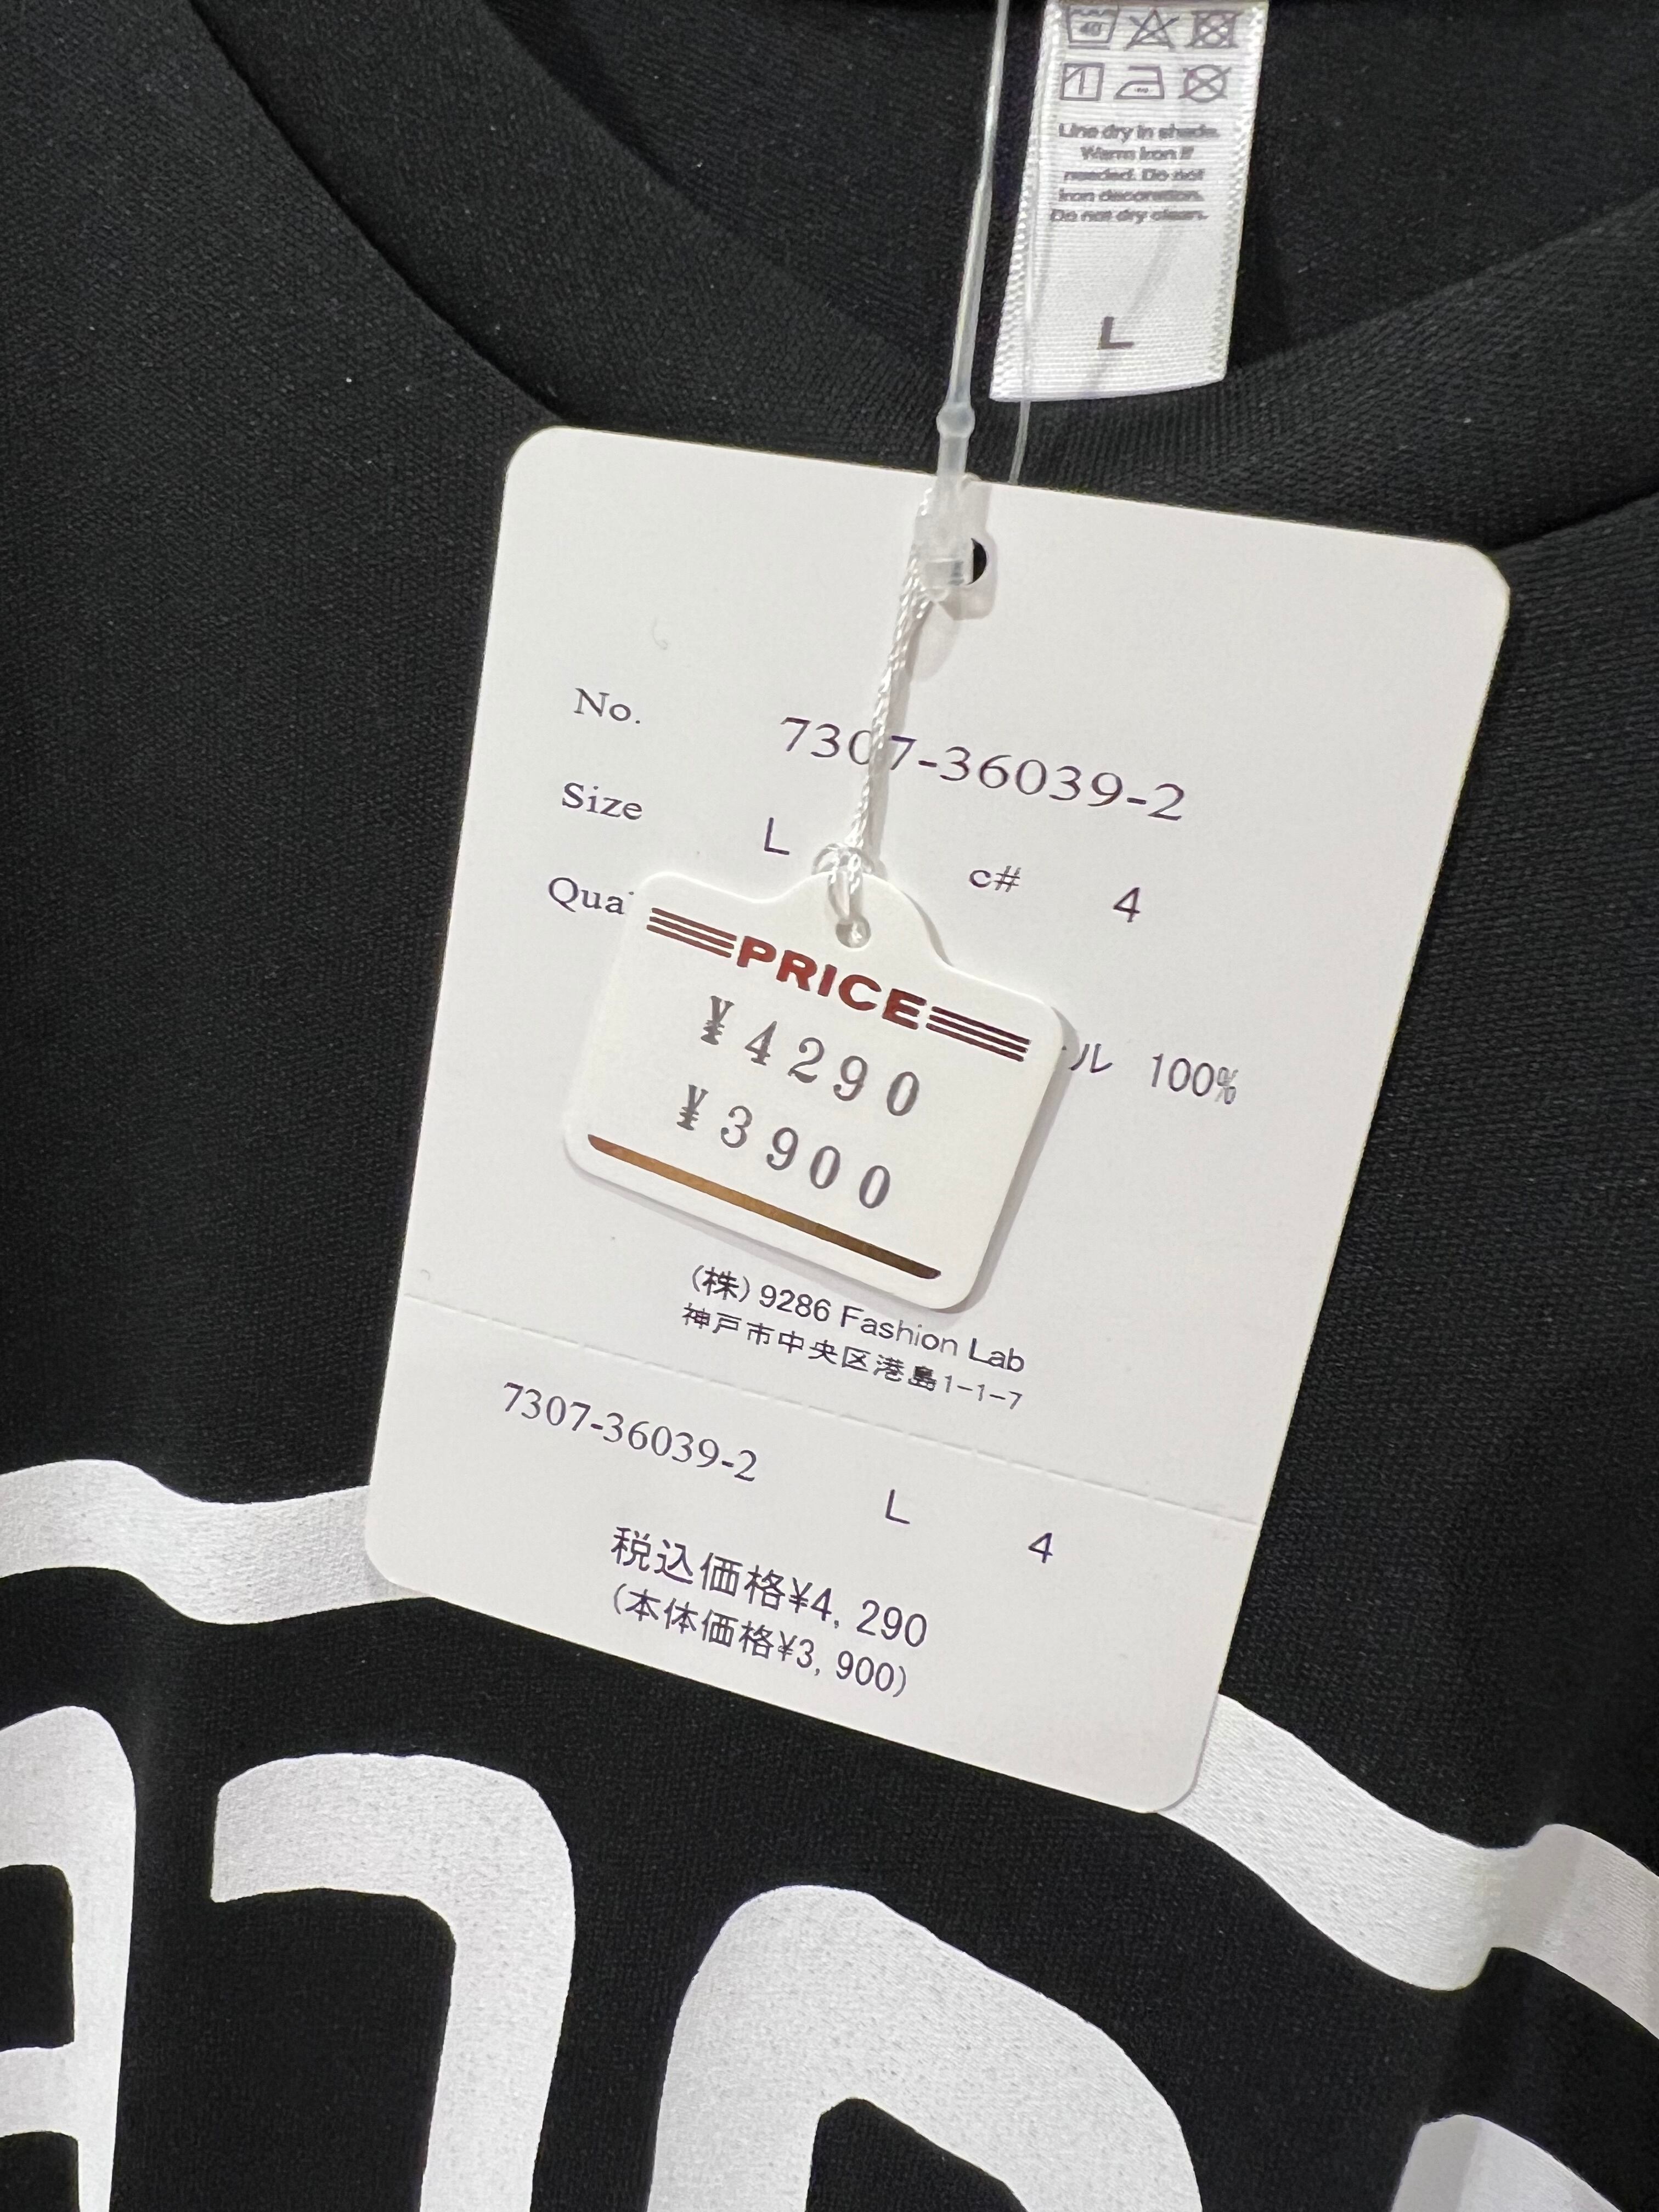 40
Line dry in shade.
Warm iron if
needed. Do not
iron decoration.
Do not dry clean.
L
No. 7307-36039-2
Size L c# 4
PRICE
¥4290
¥3900
ル 100%
(株) 9286 Fashion Lab
神戸市中央区港島1-1-7
7307-36039-2 L 4
税込価格¥4, 290
(本体価格¥3, 900)